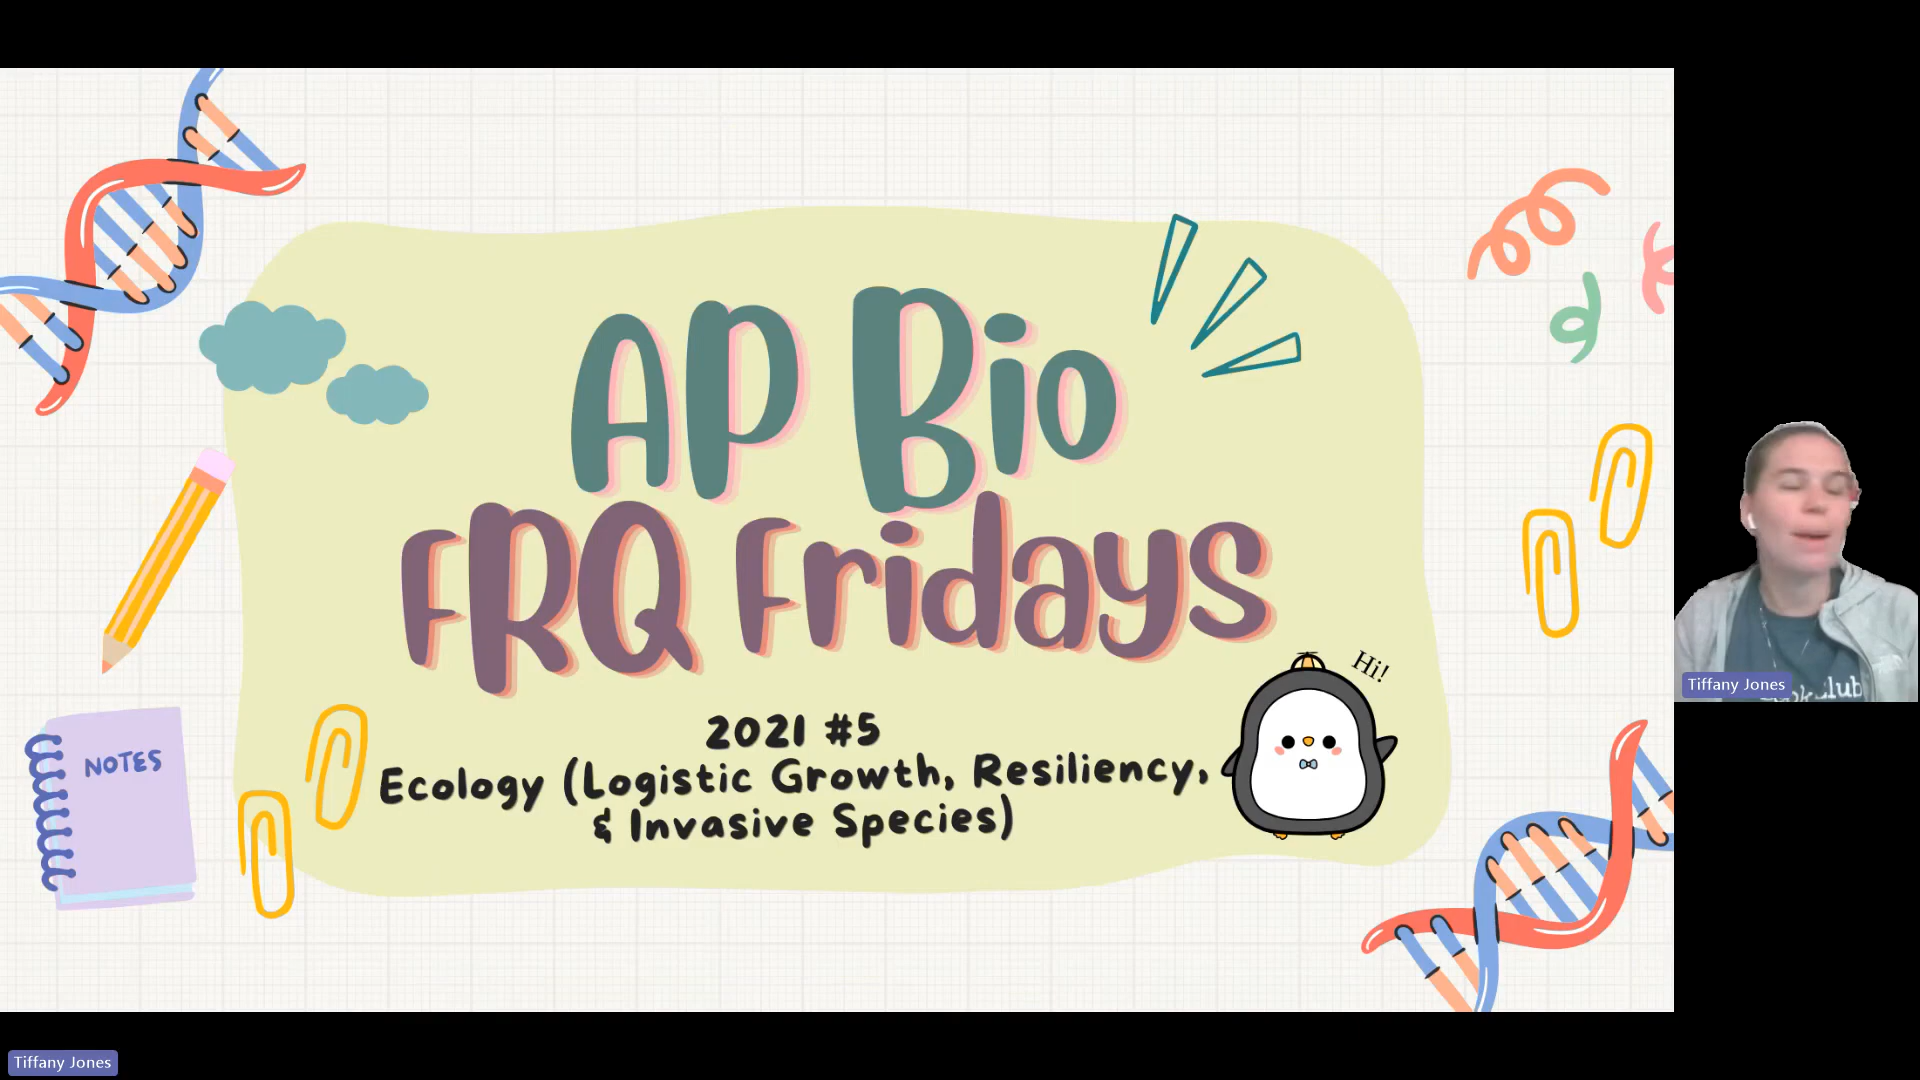 AP Bio
FRQ Fridays
Hi!
2021 #5
Ecology (Logistic Growth, Resiliency,
& Invasive Species)
NOTES
Tiffany Jones
Tiffany Jones